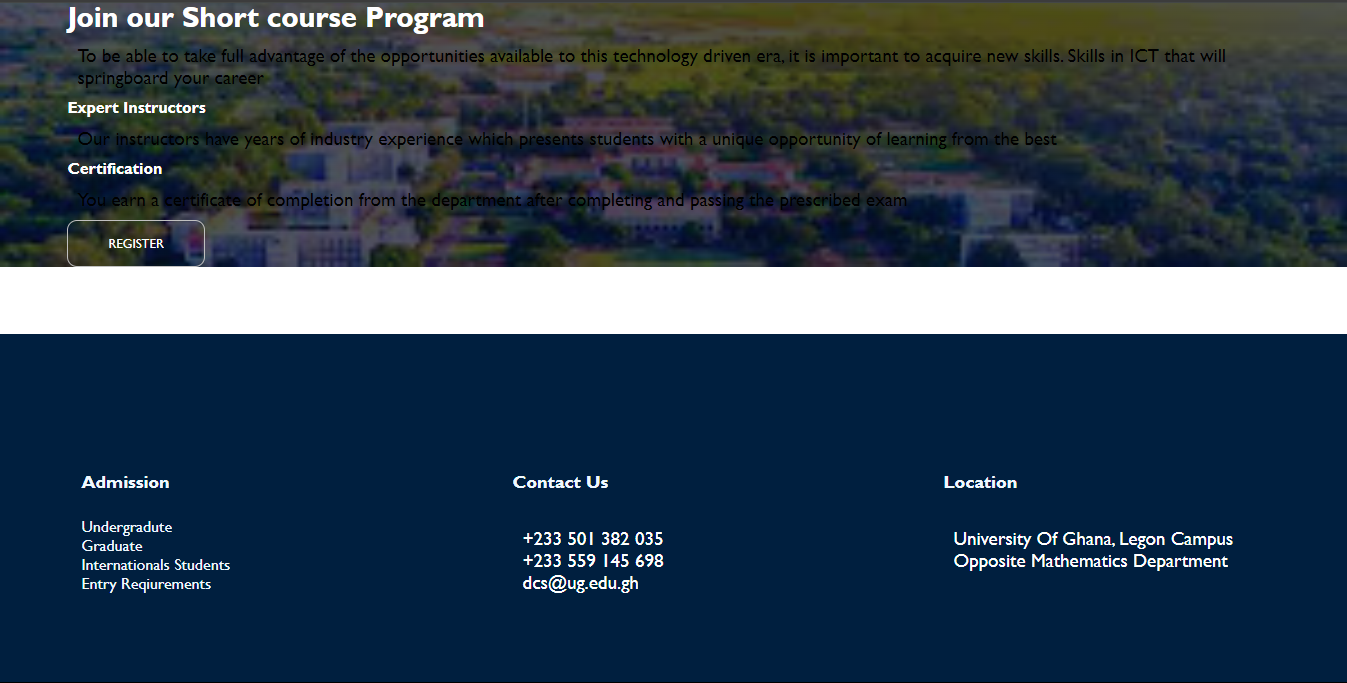 Join our Short course Program
To be able to take full advantage of the opportunities available to this technology driven era, it is important to acquire new skills. Skills in ICT that will
springboard your career
Expert Instructors
Our instructors have years of industry experience which presents students with a unique opportunity of learning from the best
Certification
You earn a certificate of completion from the department after completing and passing the prescribed exam
REGISTER
Admission
Undergradute
Graduate
Internationals Students
Entry Reqiurements
Contact Us
+233 501 382 035
+233 559 145 698
dcs@ug.edu.gh
Location
University Of Ghana, Legon Campus
Opposite Mathematics Department